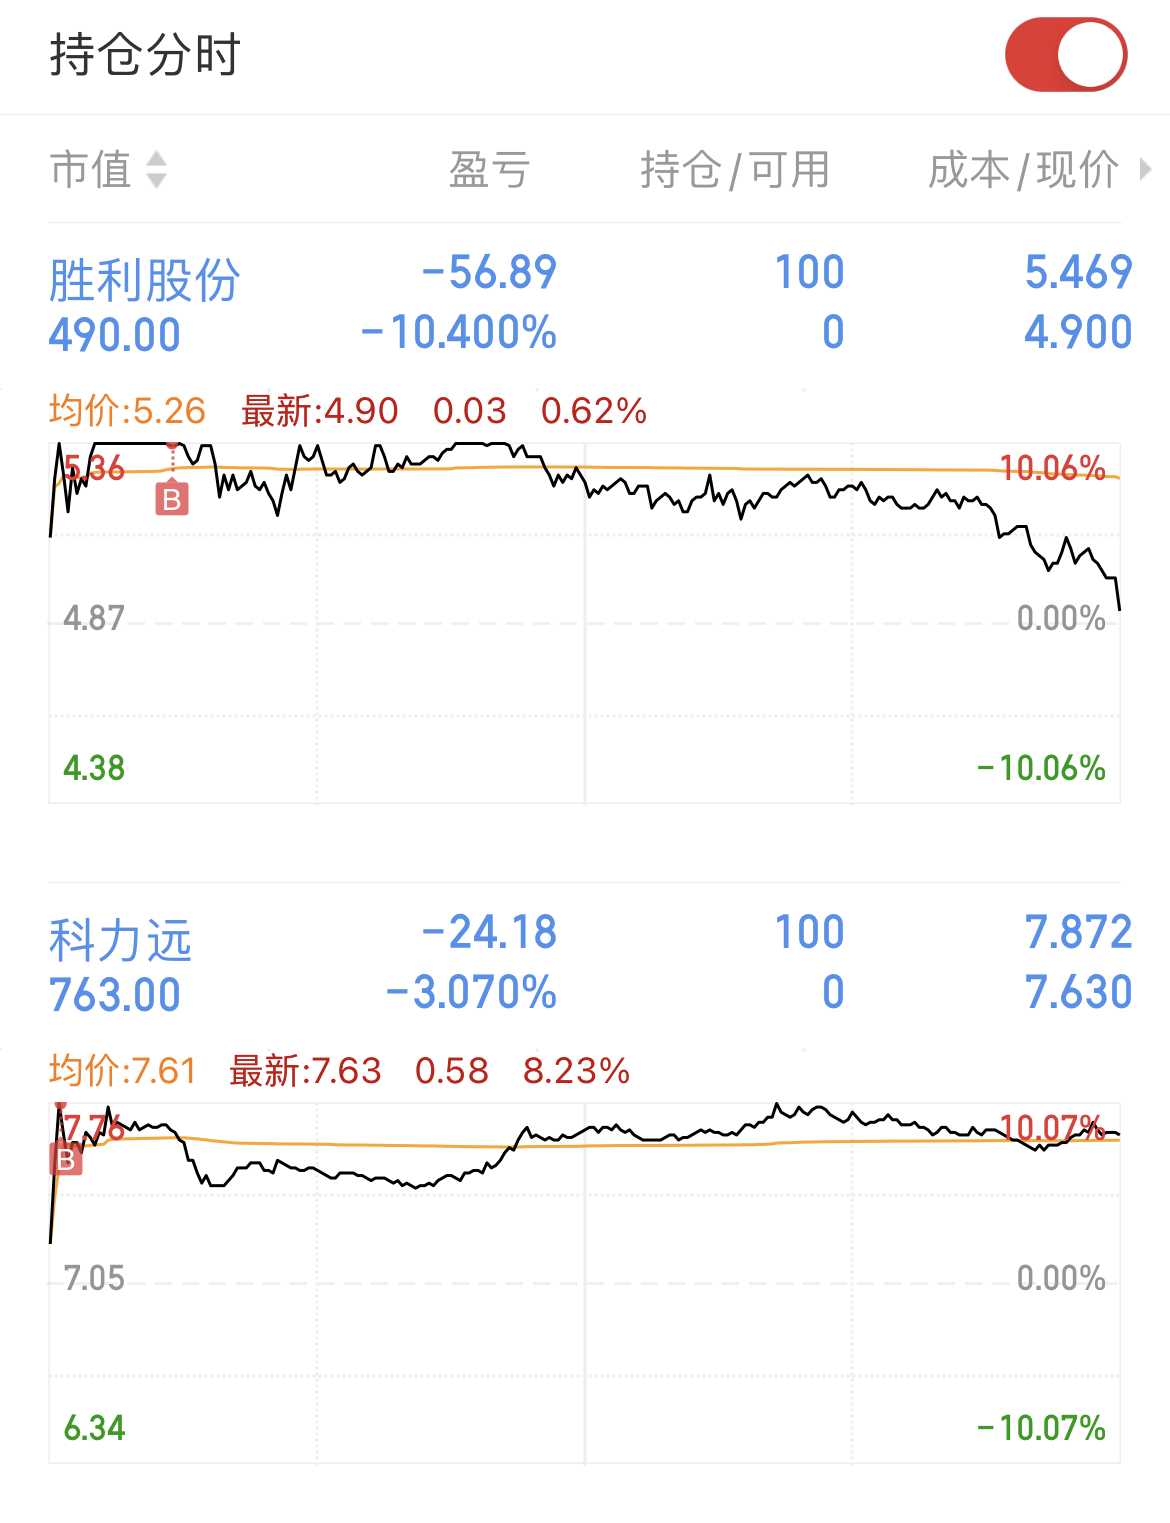 持仓分时
市值 盈亏 持仓/可用 成本/现价
胜利股份 -56.89 100 5.469
490.00 -10.400% 0 4.900
均价:5.26 最新:4.90 0.03 0.62%
5.36 10.06%
B
4.87 0.00%
4.38 -10.06%
科力远 -24.18 100 7.872
763.00 -3.070% 0 7.630
均价:7.61 最新:7.63 0.58 8.23%
7.76 10.07%
B
7.05 0.00%
6.34 -10.07%